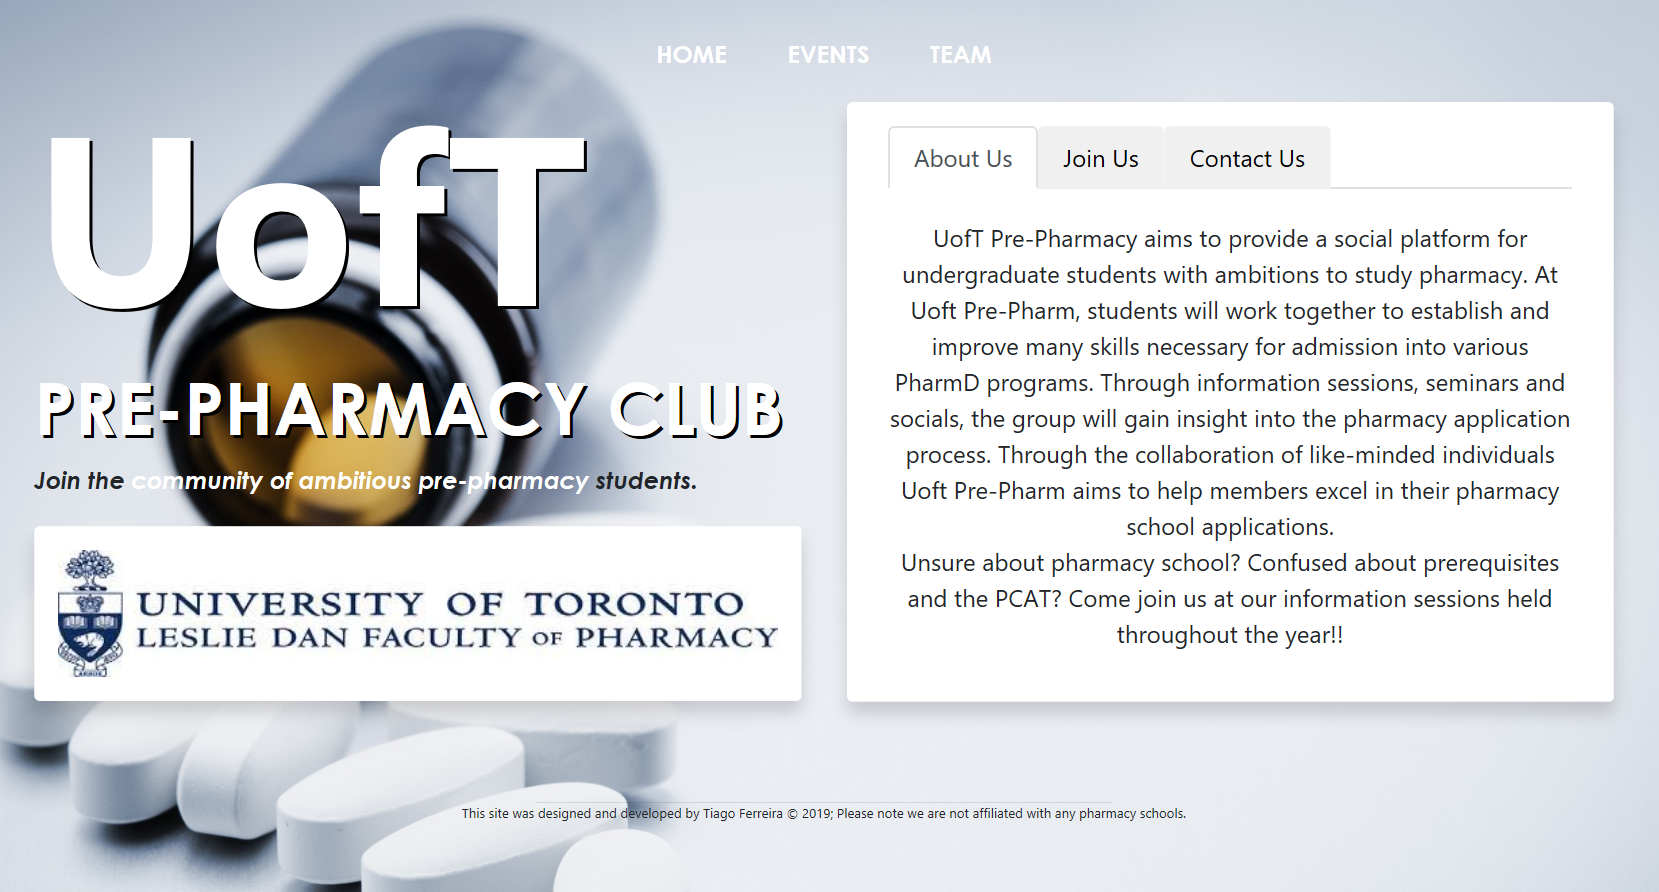 HOME EVENTS TEAM
UofT
PRE-PHARMACY CLUB
Join the community of ambitious pre-pharmacy students.
UNIVERSITY OF TORONTO
LESLIE DAN FACULTY OF PHARMACY
About Us Join Us Contact Us
UofT Pre-Pharmacy aims to provide a social platform for
undergraduate students with ambitions to study pharmacy. At
Uoft Pre-Pharm, students will work together to establish and
improve many skills necessary for admission into various
PharmD programs. Through information sessions, seminars and
socials, the group will gain insight into the pharmacy application
process. Through the collaboration of like-minded individuals
Uoft Pre-Pharm aims to help members excel in their pharmacy
school applications.
Unsure about pharmacy school? Confused about prerequisites
and the PCAT? Come join us at our information sessions held
throughout the year!!
This site was designed and developed by Tiago Ferreira © 2019; Please note we are not affiliated with any pharmacy schools.